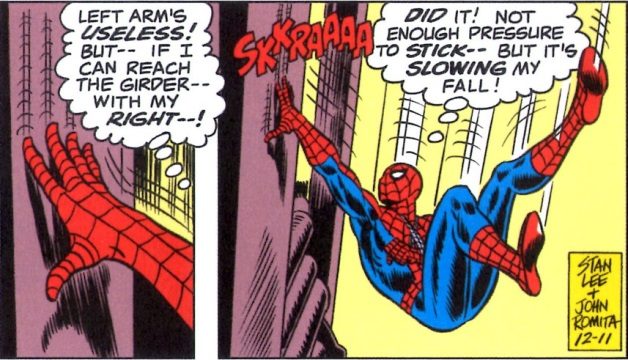 LEFT ARM'S
USELESS!
BUT-- IF I
CAN REACH
THE GIRDER--
WITH MY
RIGHT--!
SKKRAAAA
DID IT! NOT
ENOUGH PRESSURE
TO STICK-- BUT IT'S
SLOWING MY
FALL!
STAN
LEE
+
JOHN
ROMITA
12-11